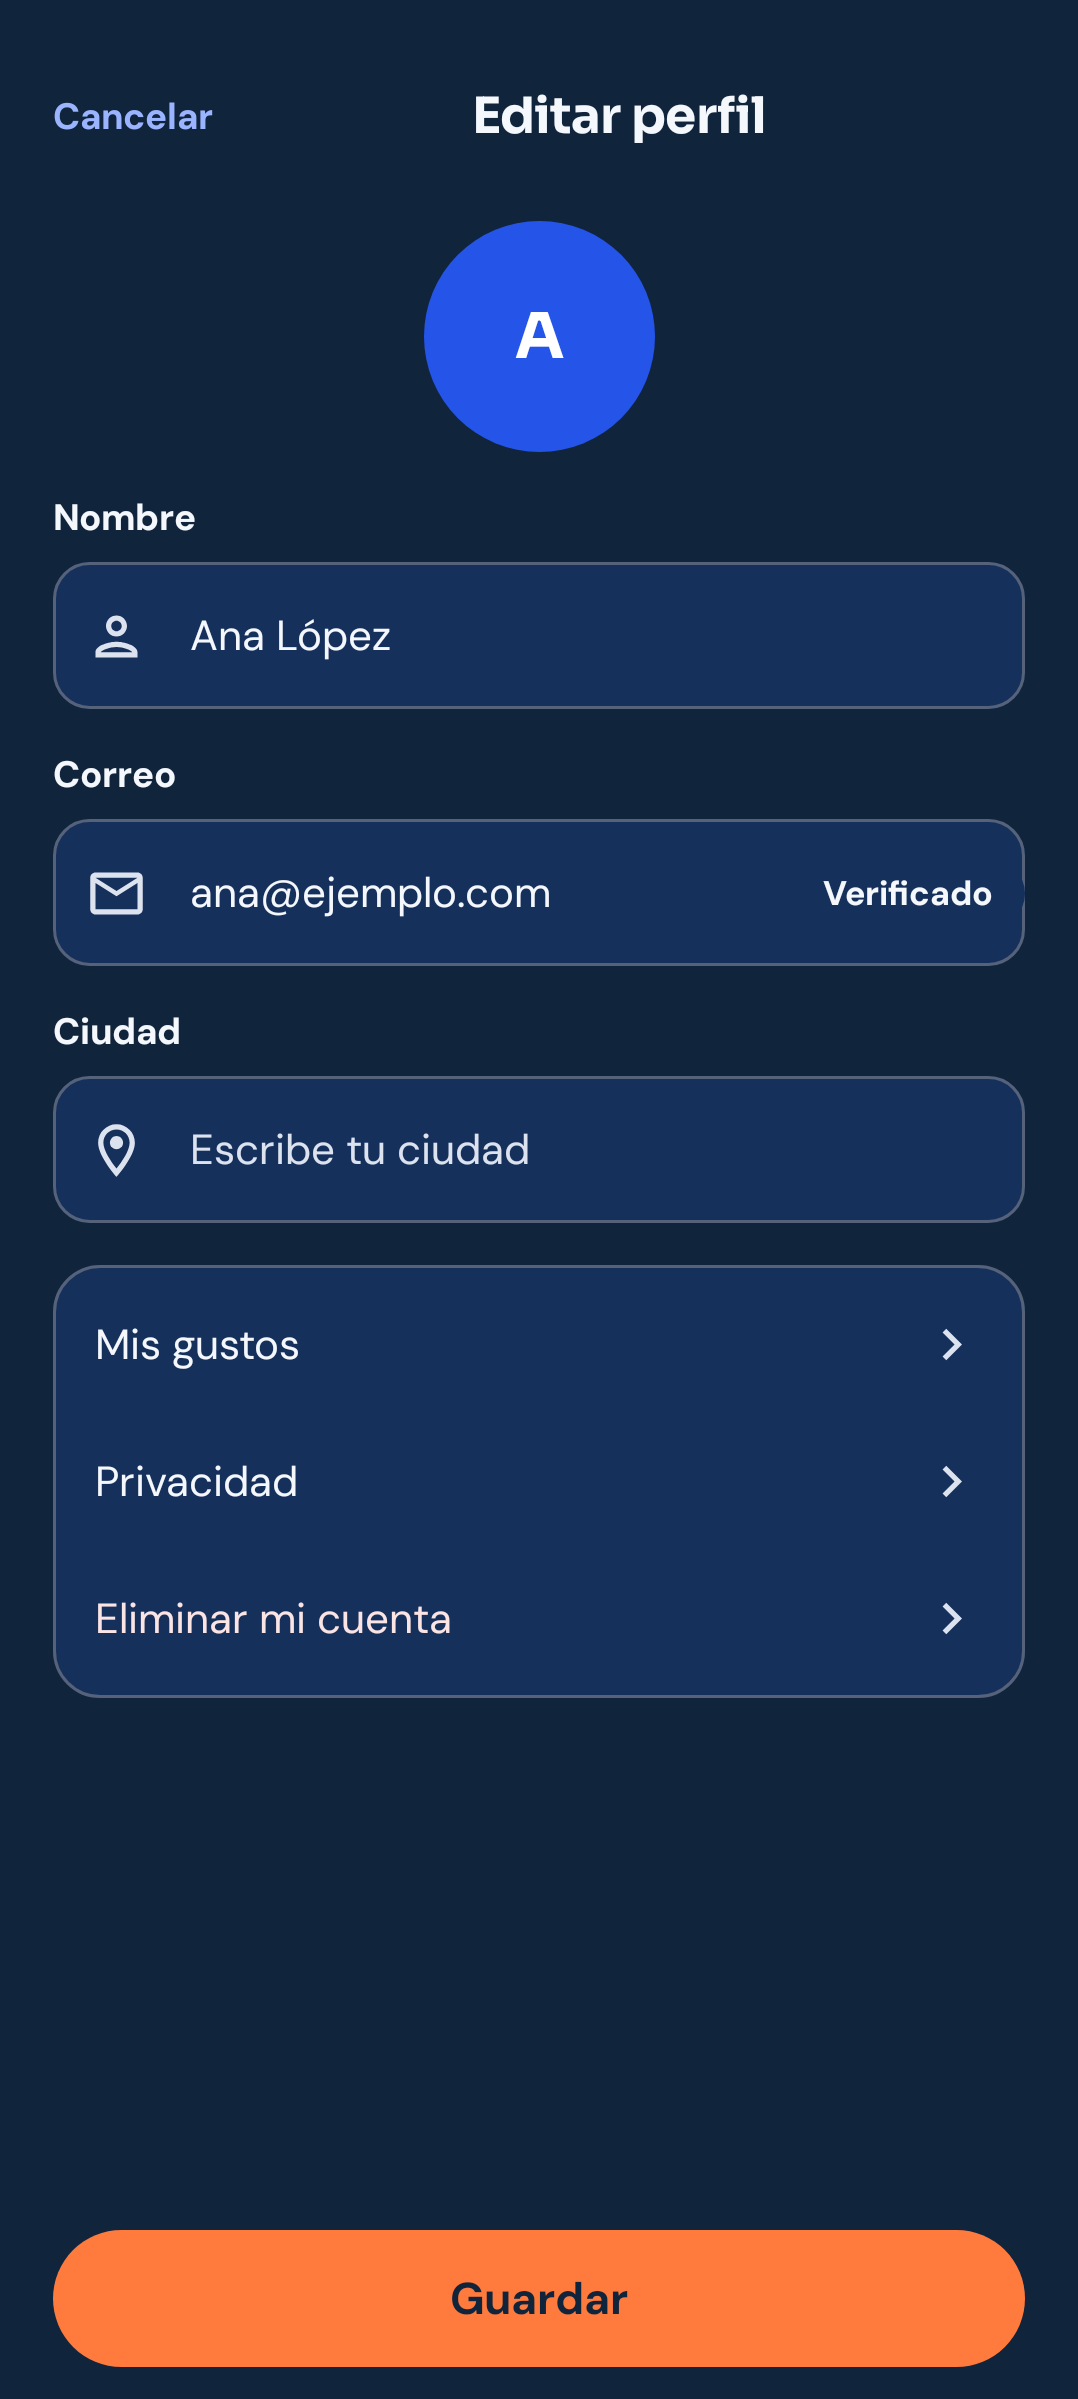 Cancelar
Editar perfil
A
Nombre
Ana López
Correo
ana@ejemplo.com
Verificado
Ciudad
Escribe tu ciudad
Mis gustos
Privacidad
Eliminar mi cuenta
Guardar